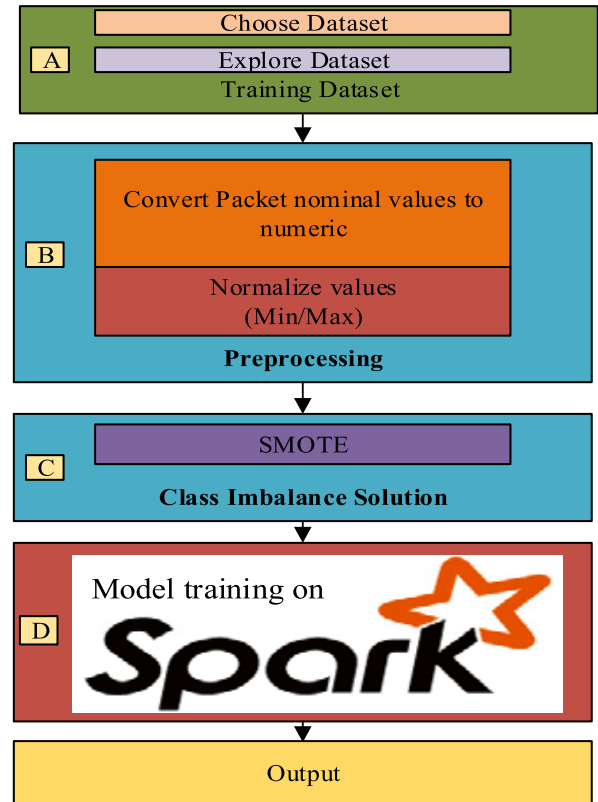 Choose Dataset
A
Explore Dataset
Training Dataset
Convert Packet nominal values to
numeric
B
Normalize values
(Min/Max)
Preprocessing
SMOTE
C
Class Imbalance Solution
Model training on
D
Spark
Output